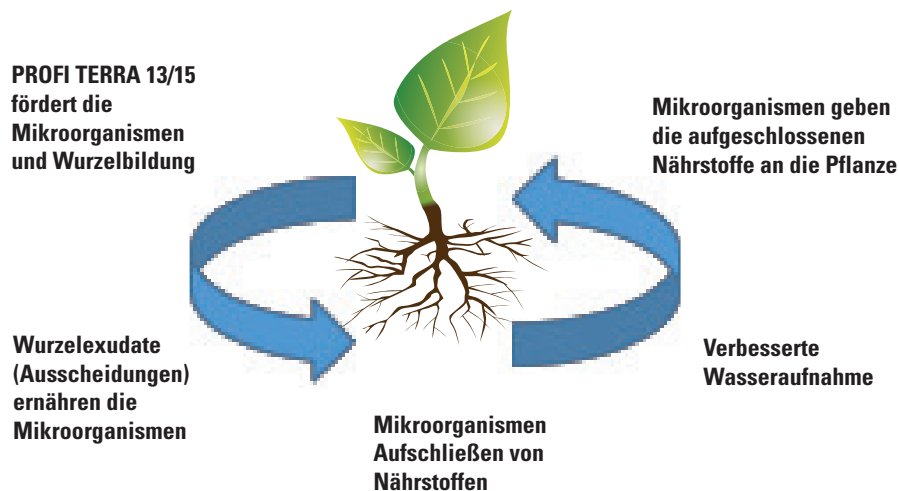 PROFI TERRA 13/15
fördert die
Mikroorganismen
und Wurzelbildung
Mikroorganismen geben
die aufgeschlossenen
Nährstoffe an die Pflanze
Wurzelexudate
(Ausscheidungen)
ernähren die
Mikroorganismen
Mikroorganismen
Aufschließen von
Nährstoffen
Verbesserte
Wasseraufnahme